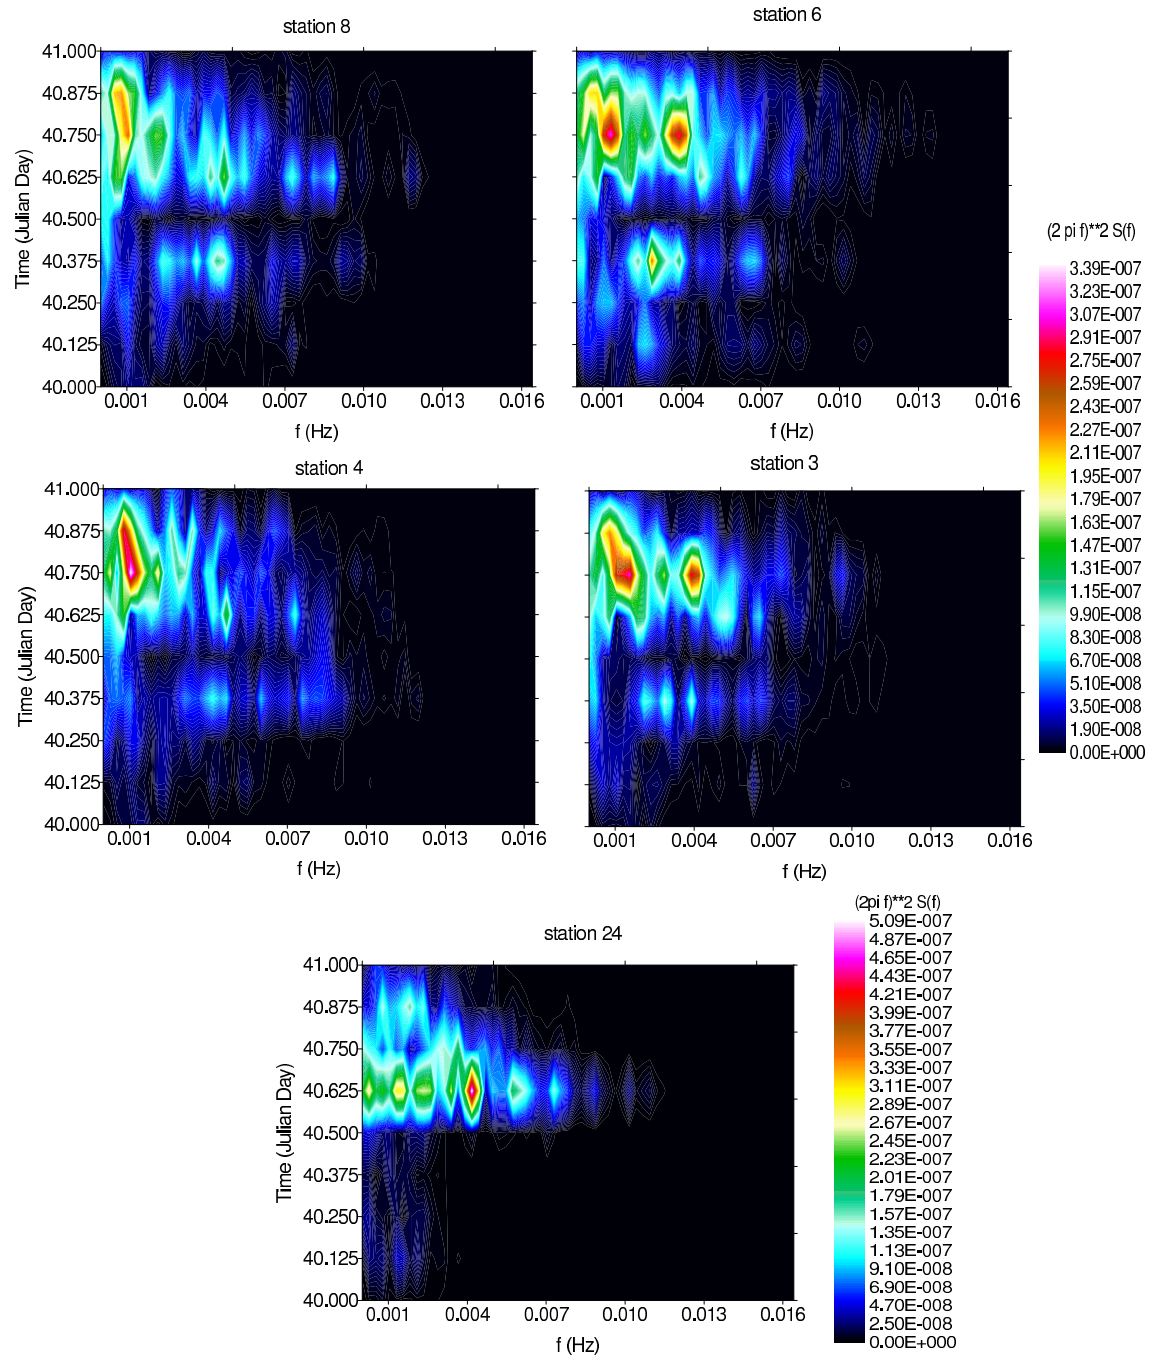 station 8
41.000
40.875
40.750
40.625
40.500
40.375
40.250
40.125
40.000
Time (Julian Day)
0.001 0.004 0.007 0.010 0.013 0.016
f (Hz)
station 6
0.001 0.004 0.007 0.010 0.013 0.016
f (Hz)
(2 pi f)**2 S(f)
3.39E-007
3.23E-007
3.07E-007
2.91E-007
2.75E-007
2.59E-007
2.43E-007
2.27E-007
2.11E-007
1.95E-007
1.79E-007
1.63E-007
1.47E-007
1.31E-007
1.15E-007
9.90E-008
8.30E-008
6.70E-008
5.10E-008
3.50E-008
1.90E-008
0.00E+000
station 4
41.000
40.875
40.750
40.625
40.500
40.375
40.250
40.125
40.000
Time (Julian Day)
0.001 0.004 0.007 0.010 0.013 0.016
f (Hz)
station 3
0.001 0.004 0.007 0.010 0.013 0.016
f (Hz)
station 24
41.000
40.875
40.750
40.625
40.500
40.375
40.250
40.125
40.000
Time (Julian Day)
0.001 0.004 0.007 0.010 0.013 0.016
f (Hz)
(2pi f)**2 S(f)
5.09E-007
4.87E-007
4.65E-007
4.43E-007
4.21E-007
3.99E-007
3.77E-007
3.55E-007
3.33E-007
3.11E-007
2.89E-007
2.67E-007
2.45E-007
2.23E-007
2.01E-007
1.79E-007
1.57E-007
1.35E-007
1.13E-007
9.10E-008
6.90E-008
4.70E-008
2.50E-008
0.00E+000